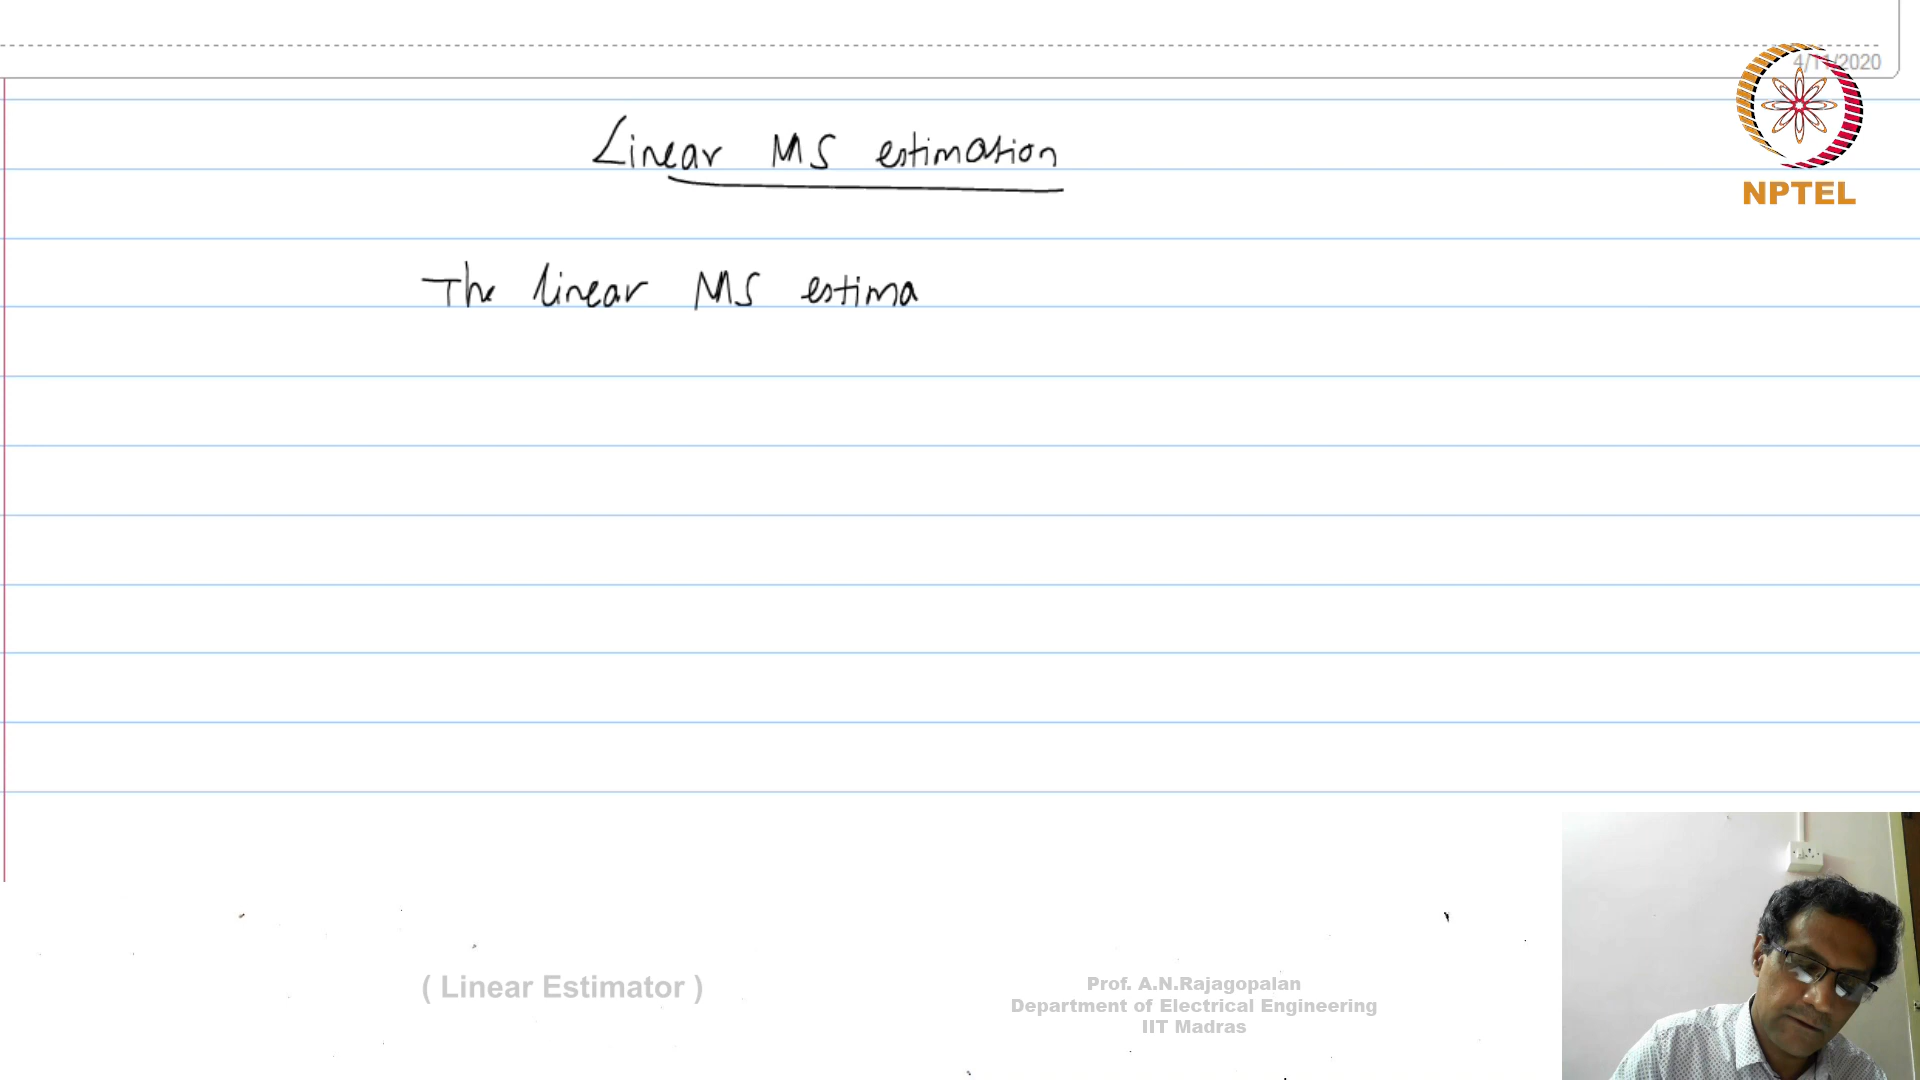 4/11/2020
Linear MS estimation
NPTEL
The linear MS estima
( Linear Estimator )
Prof. A.N.Rajagopalan
Department of Electrical Engineering
IIT Madras